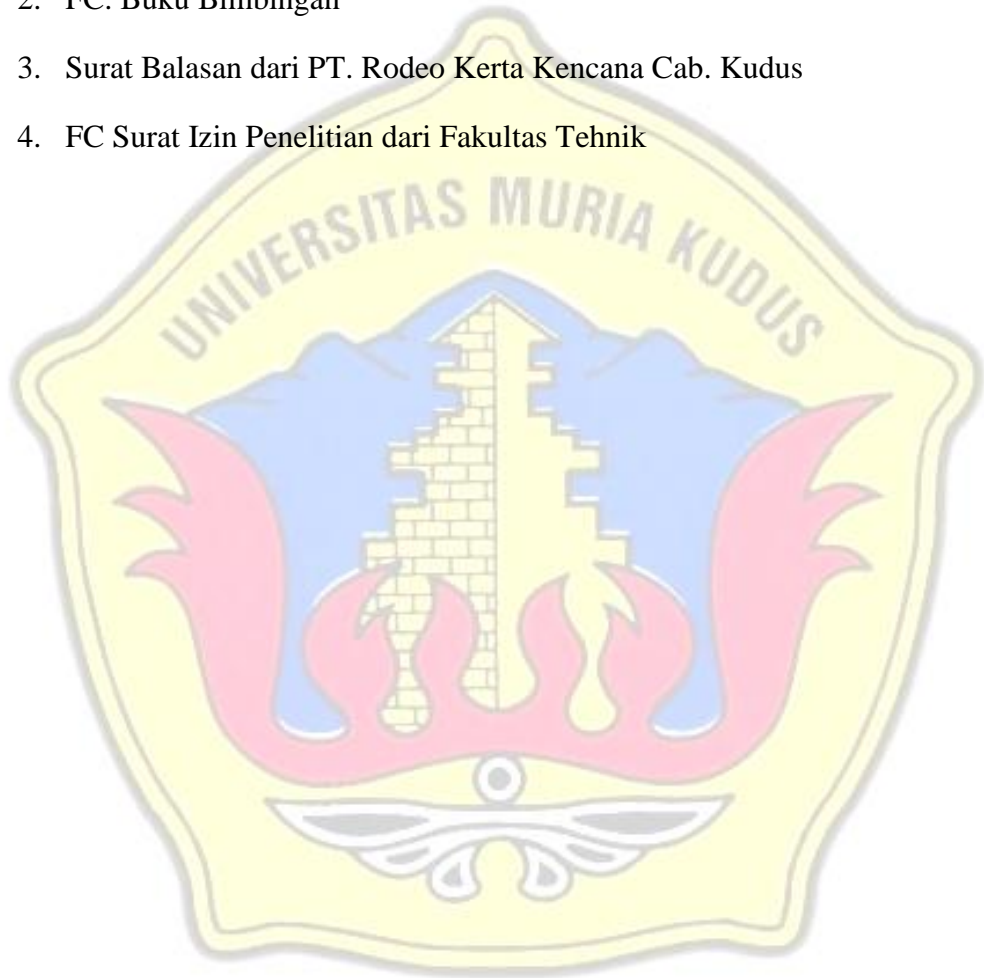 2. FC. Buku Bimbingan
3. Surat Balasan dari PT. Rodeo Kerta Kencana Cab. Kudus
4. FC Surat Izin Penelitian dari Fakultas Tehnik
UNIVERSITAS MURIA KUDUS